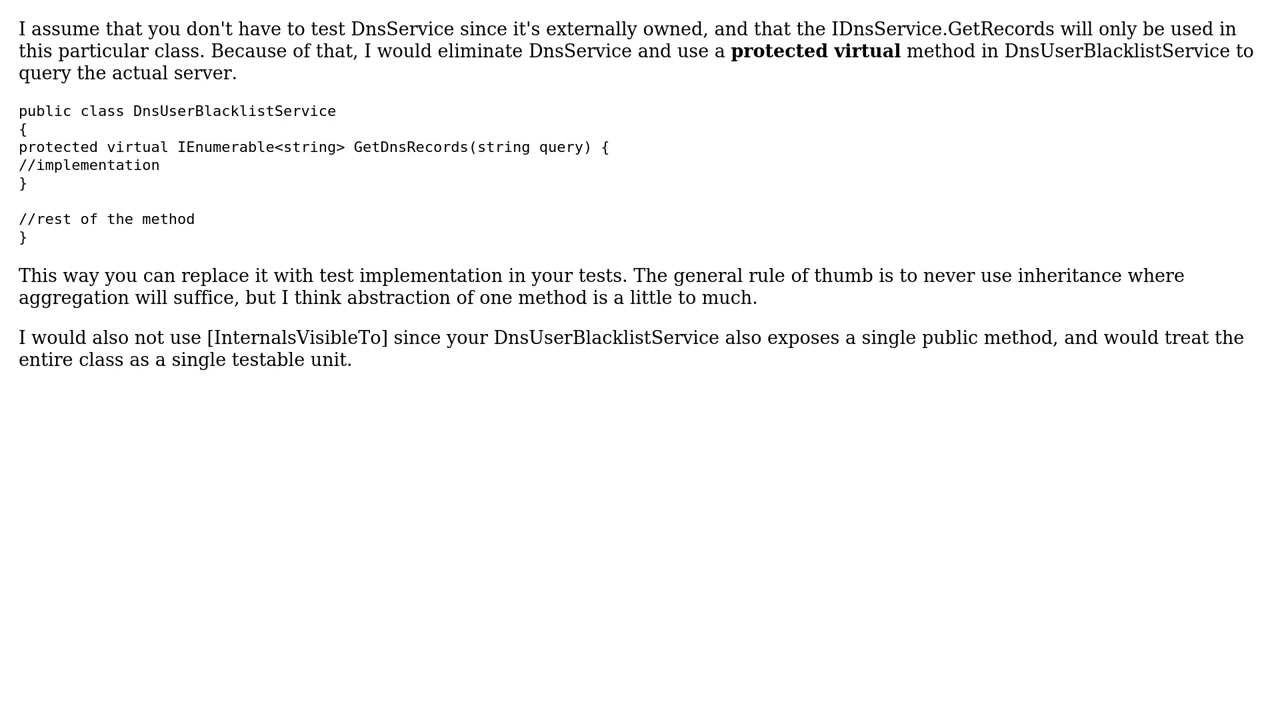 I assume that you don't have to test DnsService since it's externally owned, and that the IDnsService.GetRecords will only be used in
this particular class. Because of that, I would eliminate DnsService and use a protected virtual method in DnsUserBlacklistService to
query the actual server.
public class DnsUserBlacklistService
{
protected virtual IEnumerable<string> GetDnsRecords(string query) {
//implementation
}
//rest of the method
}
This way you can replace it with test implementation in your tests. The general rule of thumb is to never use inheritance where
aggregation will suffice, but I think abstraction of one method is a little to much.
I would also not use [InternalsVisibleTo] since your DnsUserBlacklistService also exposes a single public method, and would treat the
entire class as a single testable unit.